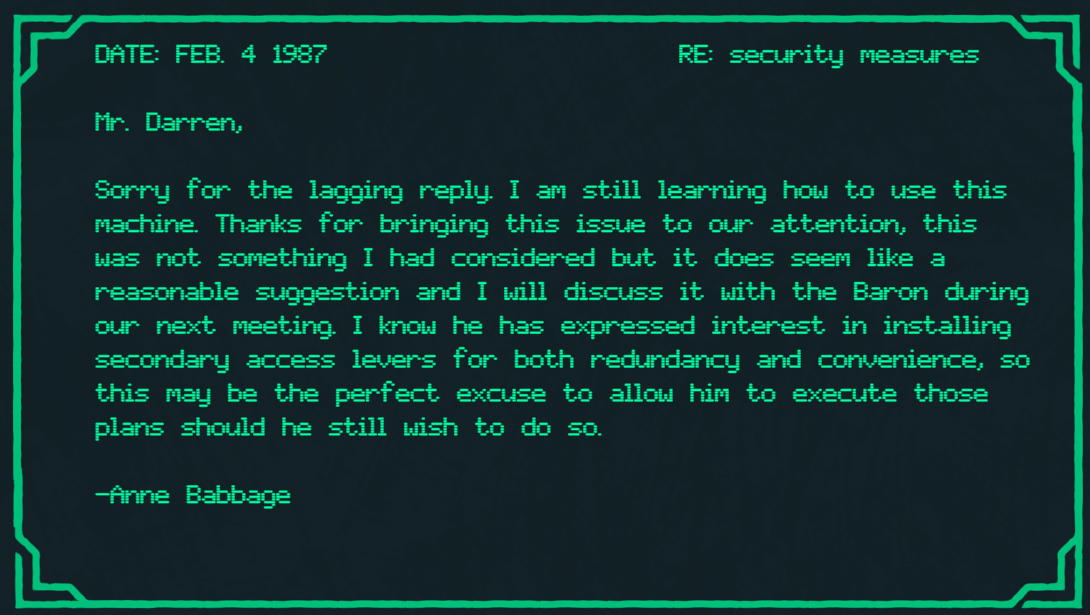 DATE: FEB. 4 1987 RE: security measures
Mr. Darren,
Sorry for the lagging reply. I am still learning how to use this
machine. Thanks for bringing this issue to our attention, this
was not something I had considered but it does seem like a
reasonable suggestion and I will discuss it with the Baron during
our next meeting. I know he has expressed interest in installing
secondary access levers for both redundancy and convenience, so
this may be the perfect excuse to allow him to execute those
plans should he still wish to do so.
-Anne Babbage